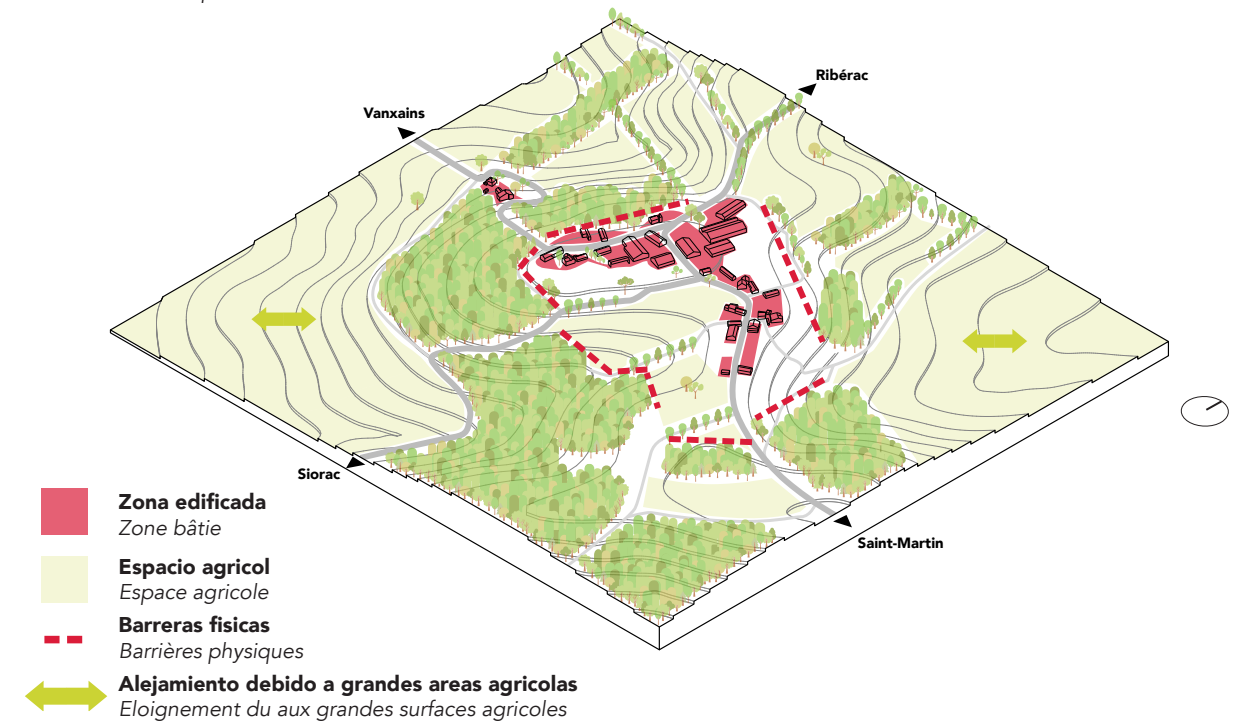 Ribérac
Vanxains
Siorac
Saint-Martin
Zona edificada
Zone bâtie
Espacio agricol
Espace agricole
Barreras fisicas
Barrières physiques
Alejamiento debido a grandes areas agricolas
Eloignement du aux grandes surfaces agricoles